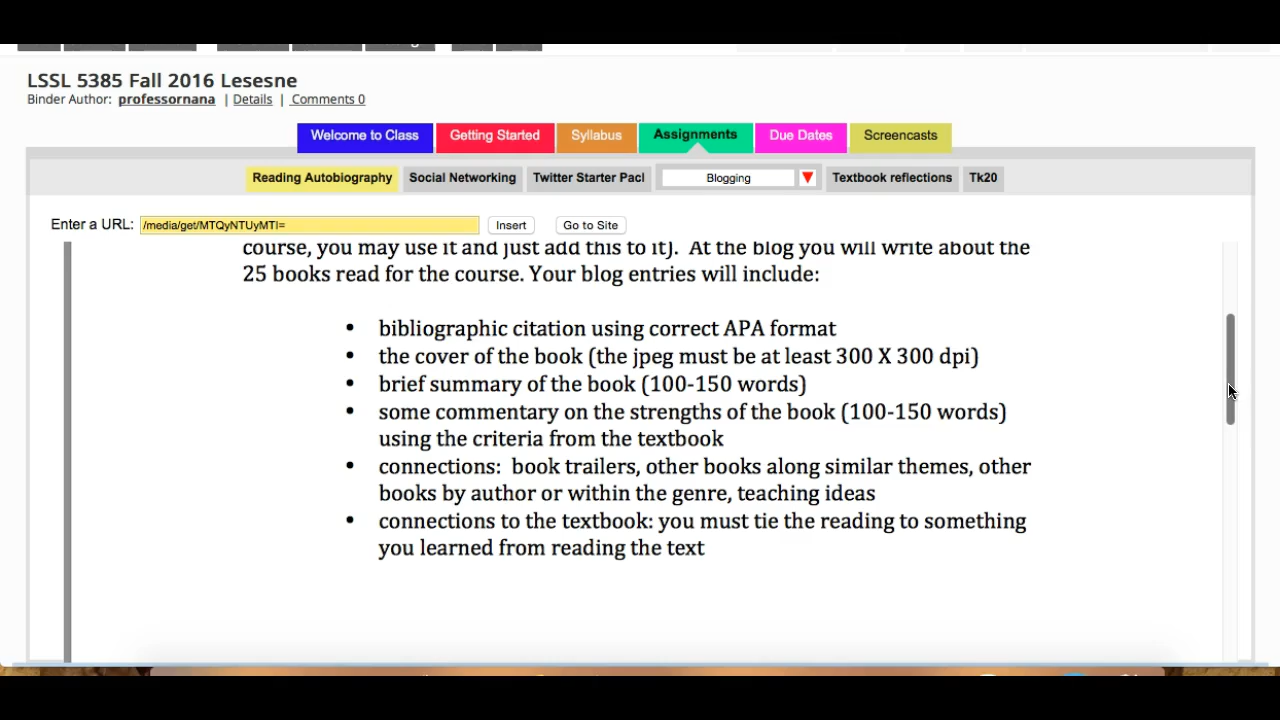 LSSL 5385 Fall 2016 Lesesne
Binder Author: professornana | Details | Comments 0
Welcome to Class Getting Started Syllabus Assignments Due Dates Screencasts
Reading Autobiography Social Networking Twitter Starter Pacl Blogging Textbook reflections Tk20
Enter a URL: /media/get/MTQyNTUyMTI= Insert Go to Site
course, you may use it and just add this to it). At the blog you will write about the
25 books read for the course. Your blog entries will include:
• bibliographic citation using correct APA format
• the cover of the book (the jpeg must be at least 300 X 300 dpi)
• brief summary of the book (100-150 words)
• some commentary on the strengths of the book (100-150 words)
using the criteria from the textbook
• connections: book trailers, other books along similar themes, other
books by author or within the genre, teaching ideas
• connections to the textbook: you must tie the reading to something
you learned from reading the text